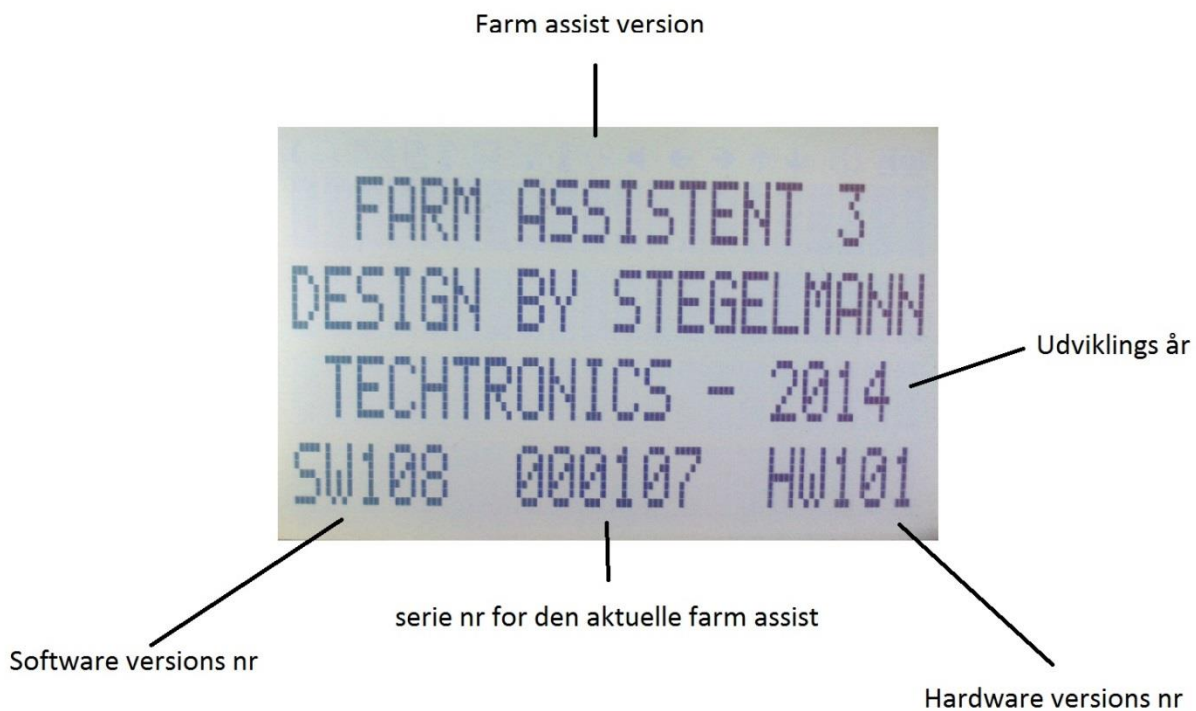 Farm assist version
FARM ASSISTENT 3
DESIGN BY STEGELMANN
TECHTRONICS - 2014
Udviklings år
SW108 000107 HW101
serie nr for den aktuelle farm assist
Software versions nr
Hardware versions nr